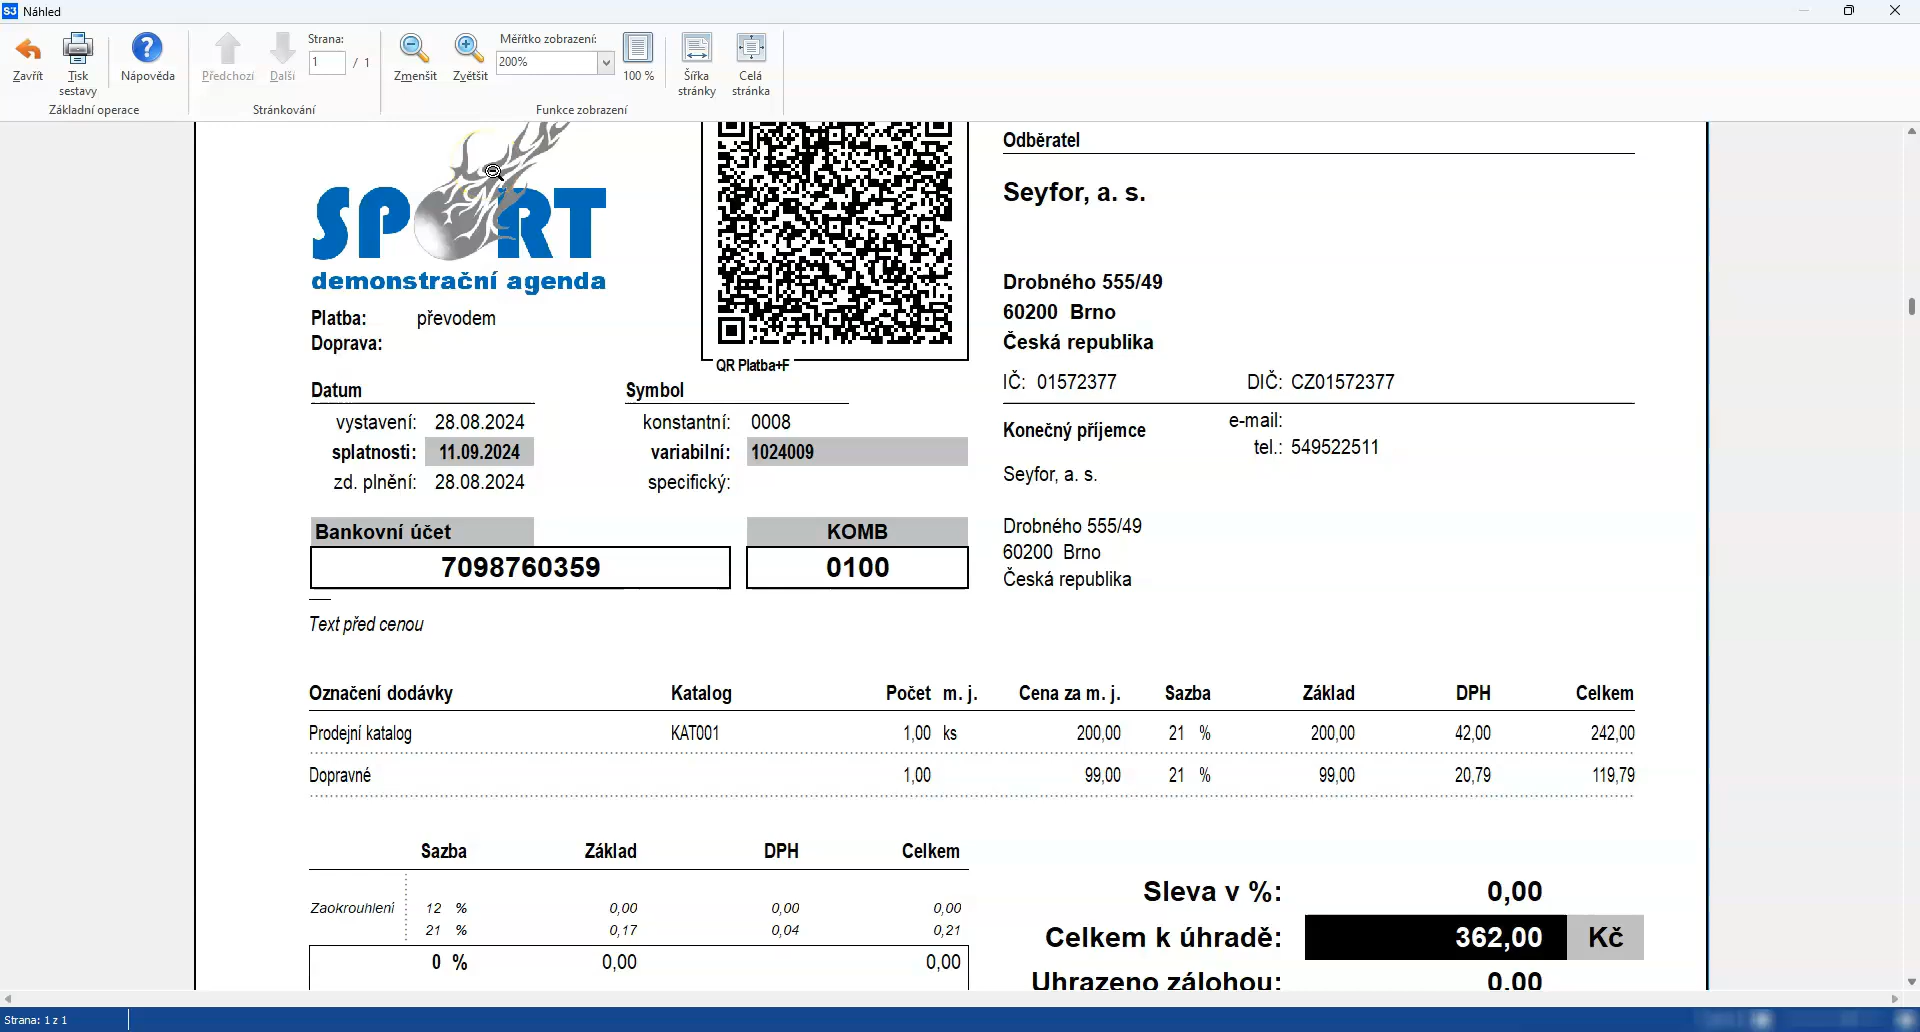 S3 Náhled
Zavřít
Tisk sestavy
Základní operace
Nápověda
Předchozí
Další
Strana:
1 / 1
Stránkování
Zmenšit
Zvětšit
Měřítko zobrazení:
200%
100 %
Šířka stránky
Celá stránka
Funkce zobrazení
SPORT
demonstrační agenda
Platba: převodem
Doprava:
QR Platba+F
Datum
vystavení: 28.08.2024
splatnosti: 11.09.2024
zd. plnění: 28.08.2024
Symbol
konstantní: 0008
variabilní: 1024009
specifický:
Bankovní účet KOMB
7098760359 0100
Odběratel
Seyfor, a. s.
Drobného 555/49
60200 Brno
Česká republika
IČ: 01572377 DIČ: CZ01572377
Konečný příjemce
e-mail:
tel.: 549522511
Seyfor, a. s.
Drobného 555/49
60200 Brno
Česká republika
Text před cenou
Označení dodávky Katalog Počet m. j. Cena za m. j. Sazba Základ DPH Celkem
Prodejní katalog KAT001 1,00 ks 200,00 21 % 200,00 42,00 242,00
Dopravné 1,00 99,00 21 % 99,00 20,79 119,79
Sazba Základ DPH Celkem
Zaokrouhlení 12 % 0,00 0,00 0,00
21 % 0,17 0,04 0,21
0 % 0,00 0,00
Sleva v %: 0,00
Celkem k úhradě: 362,00 Kč
Uhrazeno zálohou: 0,00
Strana: 1 z 1